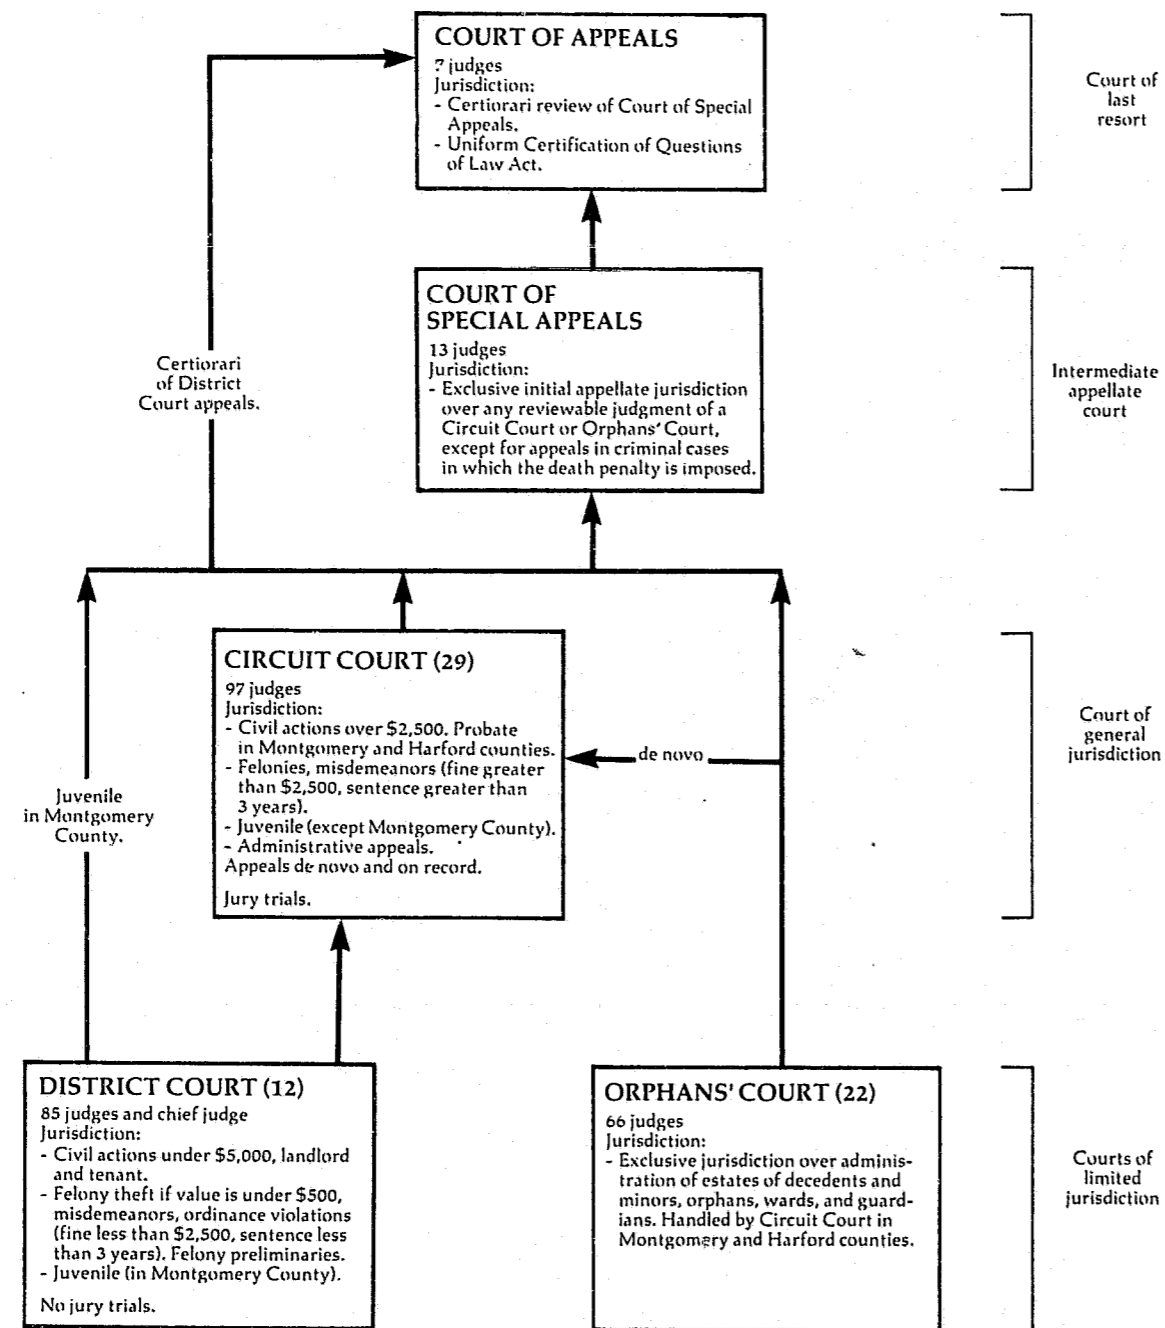 COURT OF APPEALS
7 judges
Jurisdiction:
- Certiorari review of Court of Special
Appeals.
- Uniform Certification of Questions
of Law Act.
Court of
last
resort
COURT OF
SPECIAL APPEALS
13 judges
Jurisdiction:
- Exclusive initial appellate jurisdiction
over any reviewable judgment of a
Circuit Court or Orphans' Court,
except for appeals in criminal cases
in which the death penalty is imposed.
Certiorari
of District
Court appeals.
Intermediate
appellate
court
CIRCUIT COURT (29)
97 judges
Jurisdiction:
- Civil actions over $2,500. Probate
in Montgomery and Harford counties.
- Felonies, misdemeanors (fine greater
than $2,500, sentence greater than
3 years).
- Juvenile (except Montgomery County).
- Administrative appeals.
Appeals de novo and on record.
Jury trials.
de novo
Court of
general
jurisdiction
Juvenile
in Montgomery
County.
DISTRICT COURT (12)
85 judges and chief judge
Jurisdiction:
- Civil actions under $5,000, landlord
and tenant.
- Felony theft if value is under $500,
misdemeanors, ordinance violations
(fine less than $2,500, sentence less
than 3 years). Felony preliminaries.
- Juvenile (in Montgomery County).
No jury trials.
ORPHANS' COURT (22)
66 judges
Jurisdiction:
- Exclusive jurisdiction over adminis-
tration of estates of decedents and
minors, orphans, wards, and guard-
ians. Handled by Circuit Court in
Montgomery and Harford counties.
Courts of
limited
jurisdiction